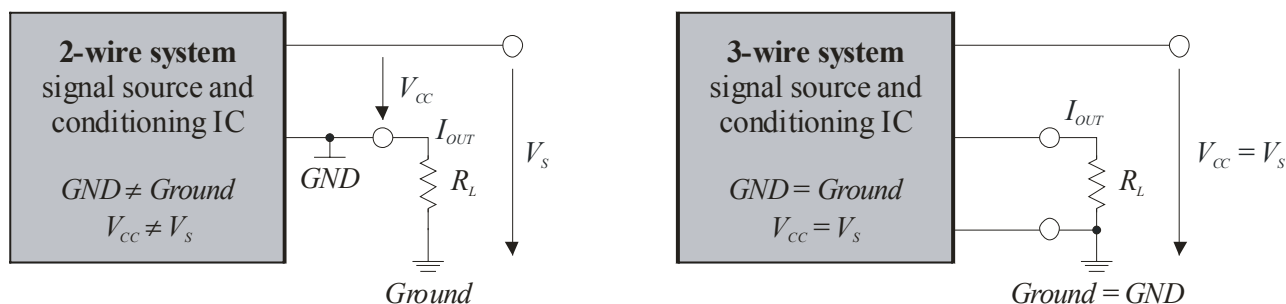 2-wire system
signal source and
conditioning IC
GND ≠ Ground
V_CC ≠ V_S
V_CC
I_OUT
V_S
GND
R_L
Ground
3-wire system
signal source and
conditioning IC
GND = Ground
V_CC = V_S
I_OUT
V_CC = V_S
R_L
Ground = GND